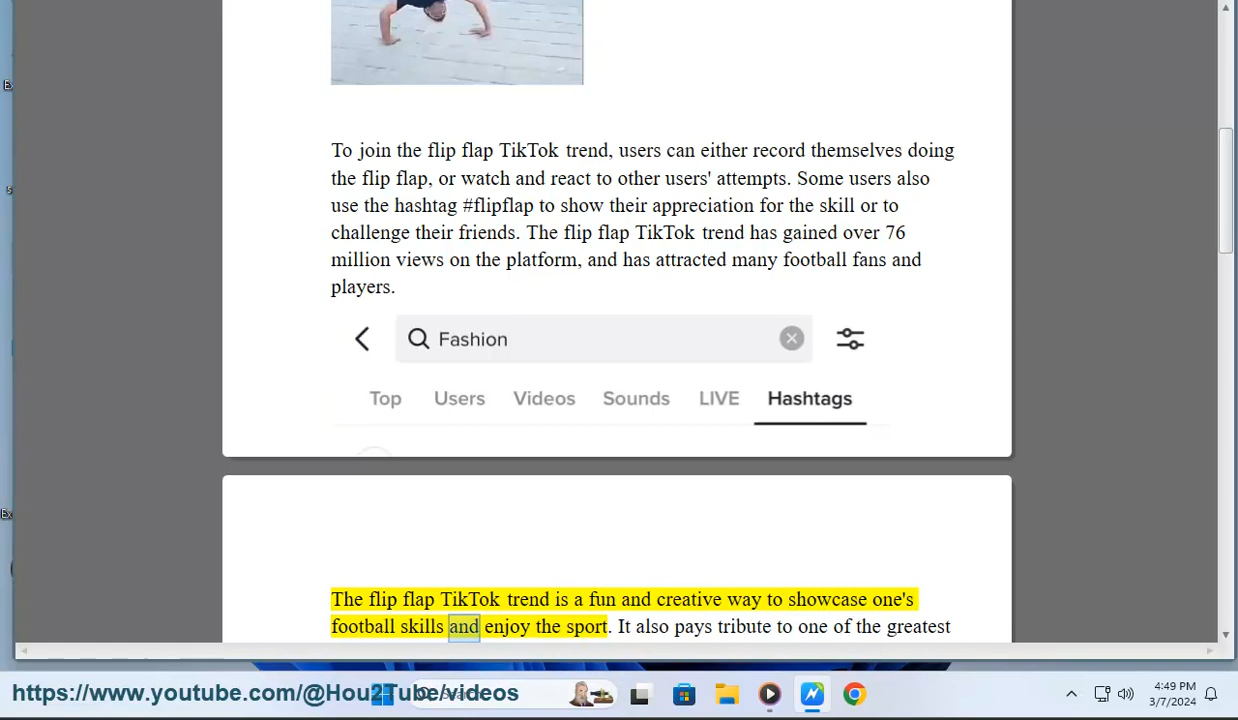 To join the flip flap TikTok trend, users can either record themselves doing
the flip flap, or watch and react to other users' attempts. Some users also
use the hashtag #flipflap to show their appreciation for the skill or to
challenge their friends. The flip flap TikTok trend has gained over 76
million views on the platform, and has attracted many football fans and
players.
Fashion
Top Users Videos Sounds LIVE Hashtags
The flip flap TikTok trend is a fun and creative way to showcase one's
football skills and enjoy the sport. It also pays tribute to one of the greatest
https://www.youtube.com/@Hou2Tube/videos
4:49 PM
3/7/2024